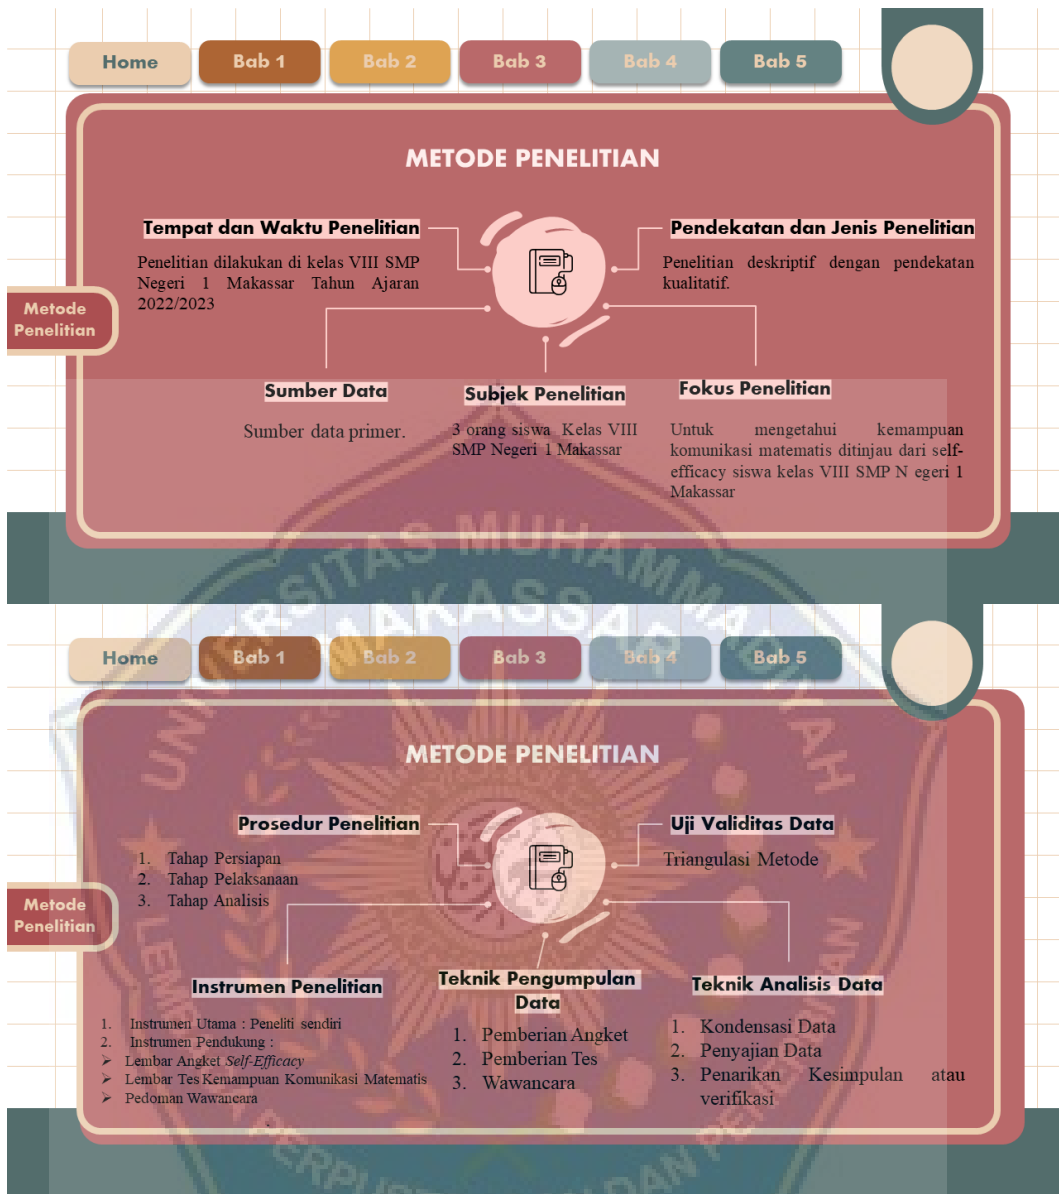 Home Bab 1 Bab 2 Bab 3 Bab 4 Bab 5
METODE PENELITIAN
Tempat dan Waktu Penelitian
Penelitian dilakukan di kelas VIII SMP
Negeri 1 Makassar Tahun Ajaran
2022/2023
Pendekatan dan Jenis Penelitian
Penelitian deskriptif dengan pendekatan
kualitatif.
Metode
Penelitian
Sumber Data
Sumber data primer.
Subjek Penelitian
3 orang siswa Kelas VIII
SMP Negeri 1 Makassar
Fokus Penelitian
Untuk mengetahui kemampuan
komunikasi matematis ditinjau dari self-
efficacy siswa kelas VIII SMP N egeri 1
Makassar
UNIVERSITAS MUHAMMADIYAH
MAKASSAR
Home Bab 1 Bab 2 Bab 3 Bab 4 Bab 5
METODE PENELITIAN
Prosedur Penelitian
1. Tahap Persiapan
2. Tahap Pelaksanaan
3. Tahap Analisis
Uji Validitas Data
Triangulasi Metode
Metode
Penelitian
Instrumen Penelitian
1. Instrumen Utama : Peneliti sendiri
2. Instrumen Pendukung :
➢ Lembar Angket Self-Efficacy
➢ Lembar Tes Kemampuan Komunikasi Matematis
➢ Pedoman Wawancara
Teknik Pengumpulan
Data
1. Pemberian Angket
2. Pemberian Tes
3. Wawancara
Teknik Analisis Data
1. Kondensasi Data
2. Penyajian Data
3. Penarikan Kesimpulan atau
verifikasi